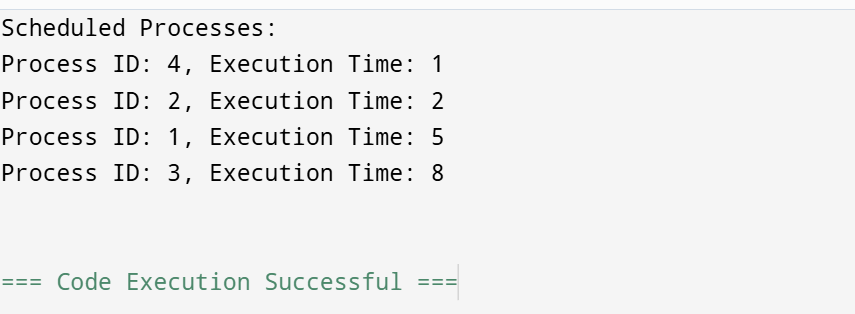 Scheduled Processes:
Process ID: 4, Execution Time: 1
Process ID: 2, Execution Time: 2
Process ID: 1, Execution Time: 5
Process ID: 3, Execution Time: 8
=== Code Execution Successful ===